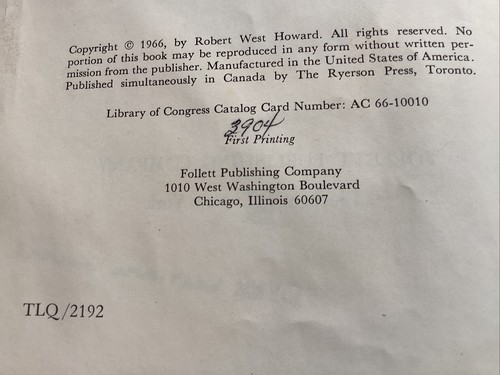 Copyright © 1966, by Robert West Howard. All rights reserved. No
portion of this book may be reproduced in any form without written per-
mission from the publisher. Manufactured in the United States of America.
Published simultaneously in Canada by The Ryerson Press, Toronto.
Library of Congress Catalog Card Number: AC 66-10010
3904
First Printing
Follett Publishing Company
1010 West Washington Boulevard
Chicago, Illinois 60607
TLQ/2192